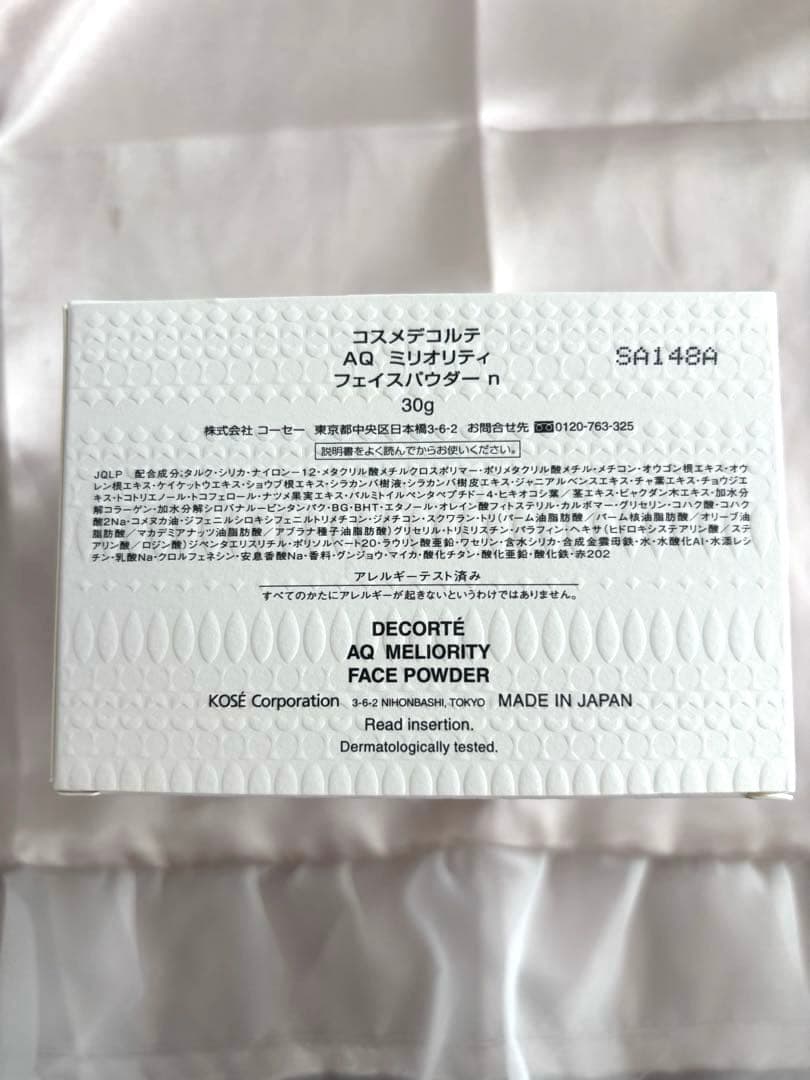 コスメデコルテ
AQ ミリオリティ
フェイスパウダー n
30g
SA148A
株式会社 コーセー 東京都中央区日本橋3-6-2 お問合せ先 0120-763-325
説明書をよく読んでからお使いください。
JQLP 配合成分;タルク・シリカ・ナイロン-12・メタクリル酸メチルクロスポリマー・ポリメタクリル酸メチル・メチコン・オウゴン根エキス・オウ
レン根エキス・ケイケットウエキス・ショウブ根エキス・シラカンバ樹液・シラカンバ樹皮エキス・ジャニアルベンスエキス・チャ葉エキス・チョウジエ
キス・トコトリエノール・トコフェロール・ナツメ果実エキス・パルミトイルペンタペプチド-4・ヒキオコシ葉/茎エキス・ビャクダン木エキス・加水分
解コラーゲン・加水分解シロバナルーピンタンパク・BG・BHT・エタノール・オレイン酸フィトステリル・カルボマー・グリセリン・コハク酸・コハク
酸2Na・コメヌカ油・ジフェニルシロキシフェニルトリメチコン・ジメチコン・スクワラン・トリ(パーム油脂肪酸/パーム核油脂肪酸/オリーブ油
脂肪酸/マカデミアナッツ油脂肪酸/アブラナ種子油脂肪酸)グリセリル・トリミリスチン・パラフィン・ヘキサ(ヒドロキシステアリン酸/ステ
アリン酸/ロジン酸)ジペンタエリスリチル・ポリソルベート20・ラウリン酸亜鉛・ワセリン・含水シリカ・合成金雲母鉄・水・水酸化Al・水添レシ
チン・乳酸Na・クロルフェネシン・安息香酸Na・香料・グンジョウ・マイカ・酸化チタン・酸化亜鉛・酸化鉄・赤202
アレルギーテスト済み
すべてのかたにアレルギーが起きないというわけではありません。
DECORTÉ
AQ MELIORITY
FACE POWDER
KOSÉ Corporation 3-6-2 NIHONBASHI, TOKYO MADE IN JAPAN
Read insertion.
Dermatologically tested.